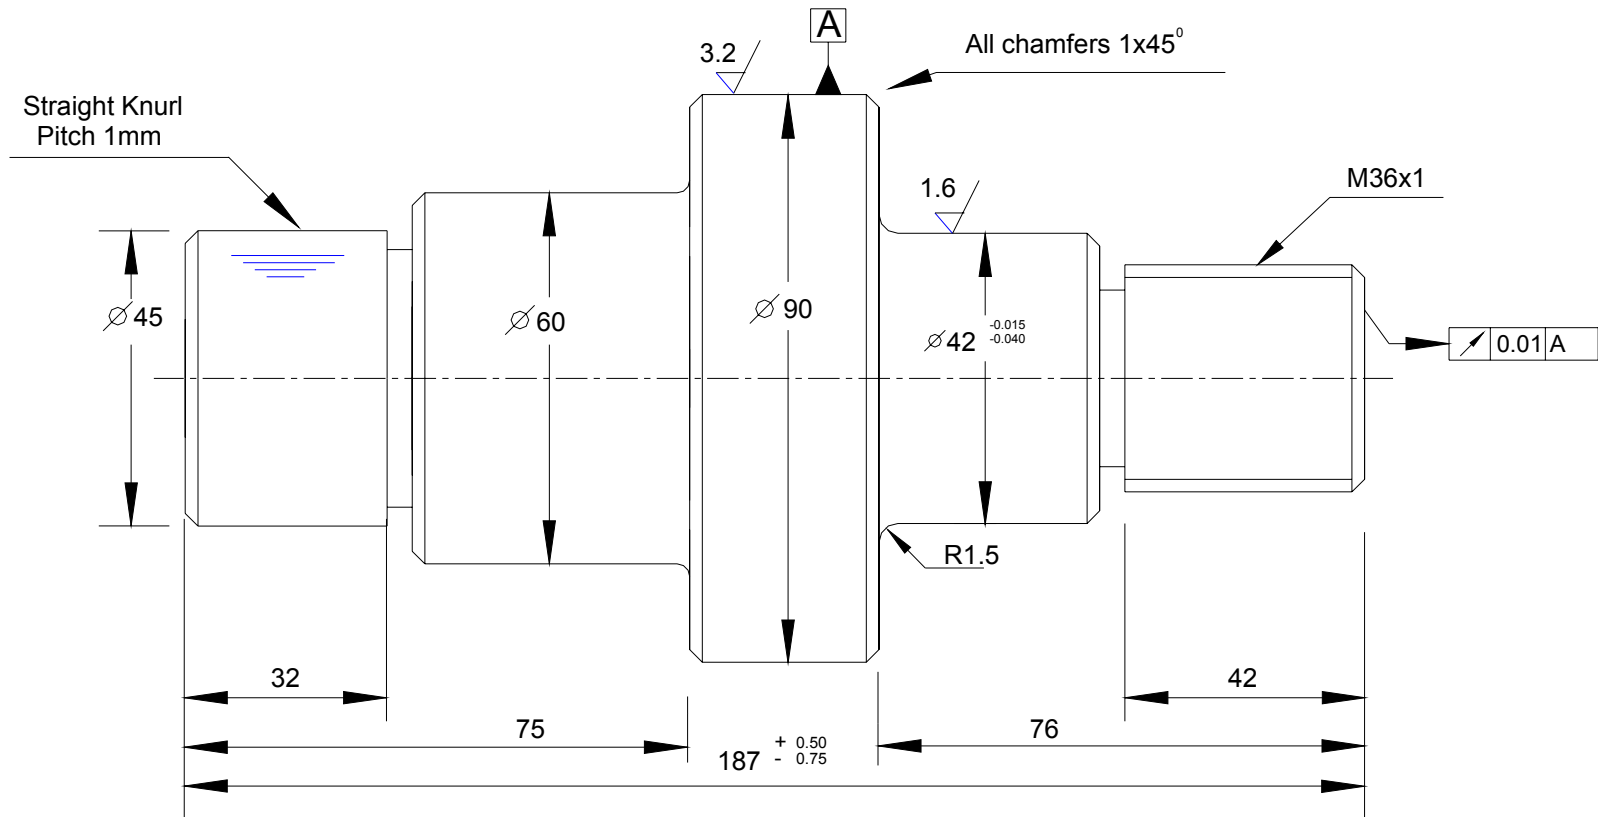 A
3.2
All chamfers 1x45⁰
Straight Knurl
Pitch 1mm
1.6
M36x1
⌀45
⌀60
⌀90
⌀42 -0.015
-0.040
0.01 A
R1.5
32
42
75
76
187 + 0.50
- 0.75